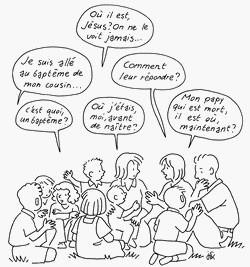 Où il est,
Jésus? On ne le
voit jamais...
Je suis allé
au baptême de
mon cousin...
Comment
leur répondre?
C'est quoi,
un baptême?
Où j'étais,
moi, avant
de naître?
Mon papy
qui est mort,
il est où,
maintenant?